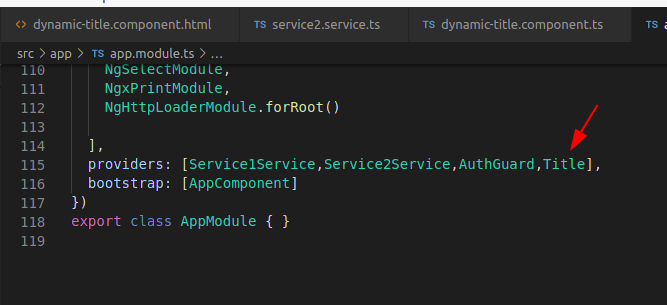 dynamic-title.component.html
TS service2.service.ts
TS dynamic-title.component.ts
src > app > TS app.module.ts > ...
110 NgSelectModule,
111 NgxPrintModule,
112 NgHttpLoaderModule.forRoot()
113
114 ],
115 providers: [Service1Service,Service2Service,AuthGuard,Title],
116 bootstrap: [AppComponent]
117 })
118 export class AppModule { }
119